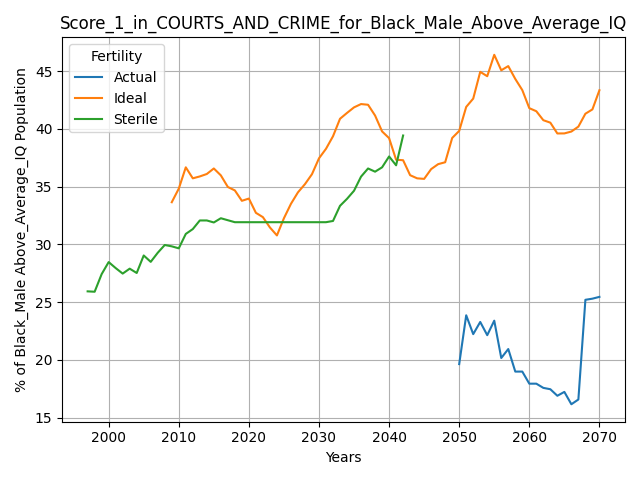 Score_1_in_COURTS_AND_CRIME_for_Black_Male_Above_Average_IQ
% of Black_Male Above_Average_IQ Population
Fertility
Actual
Ideal
Sterile
45
40
35
30
25
20
15
2000
2010
2020
2030
2040
2050
2060
2070
Years